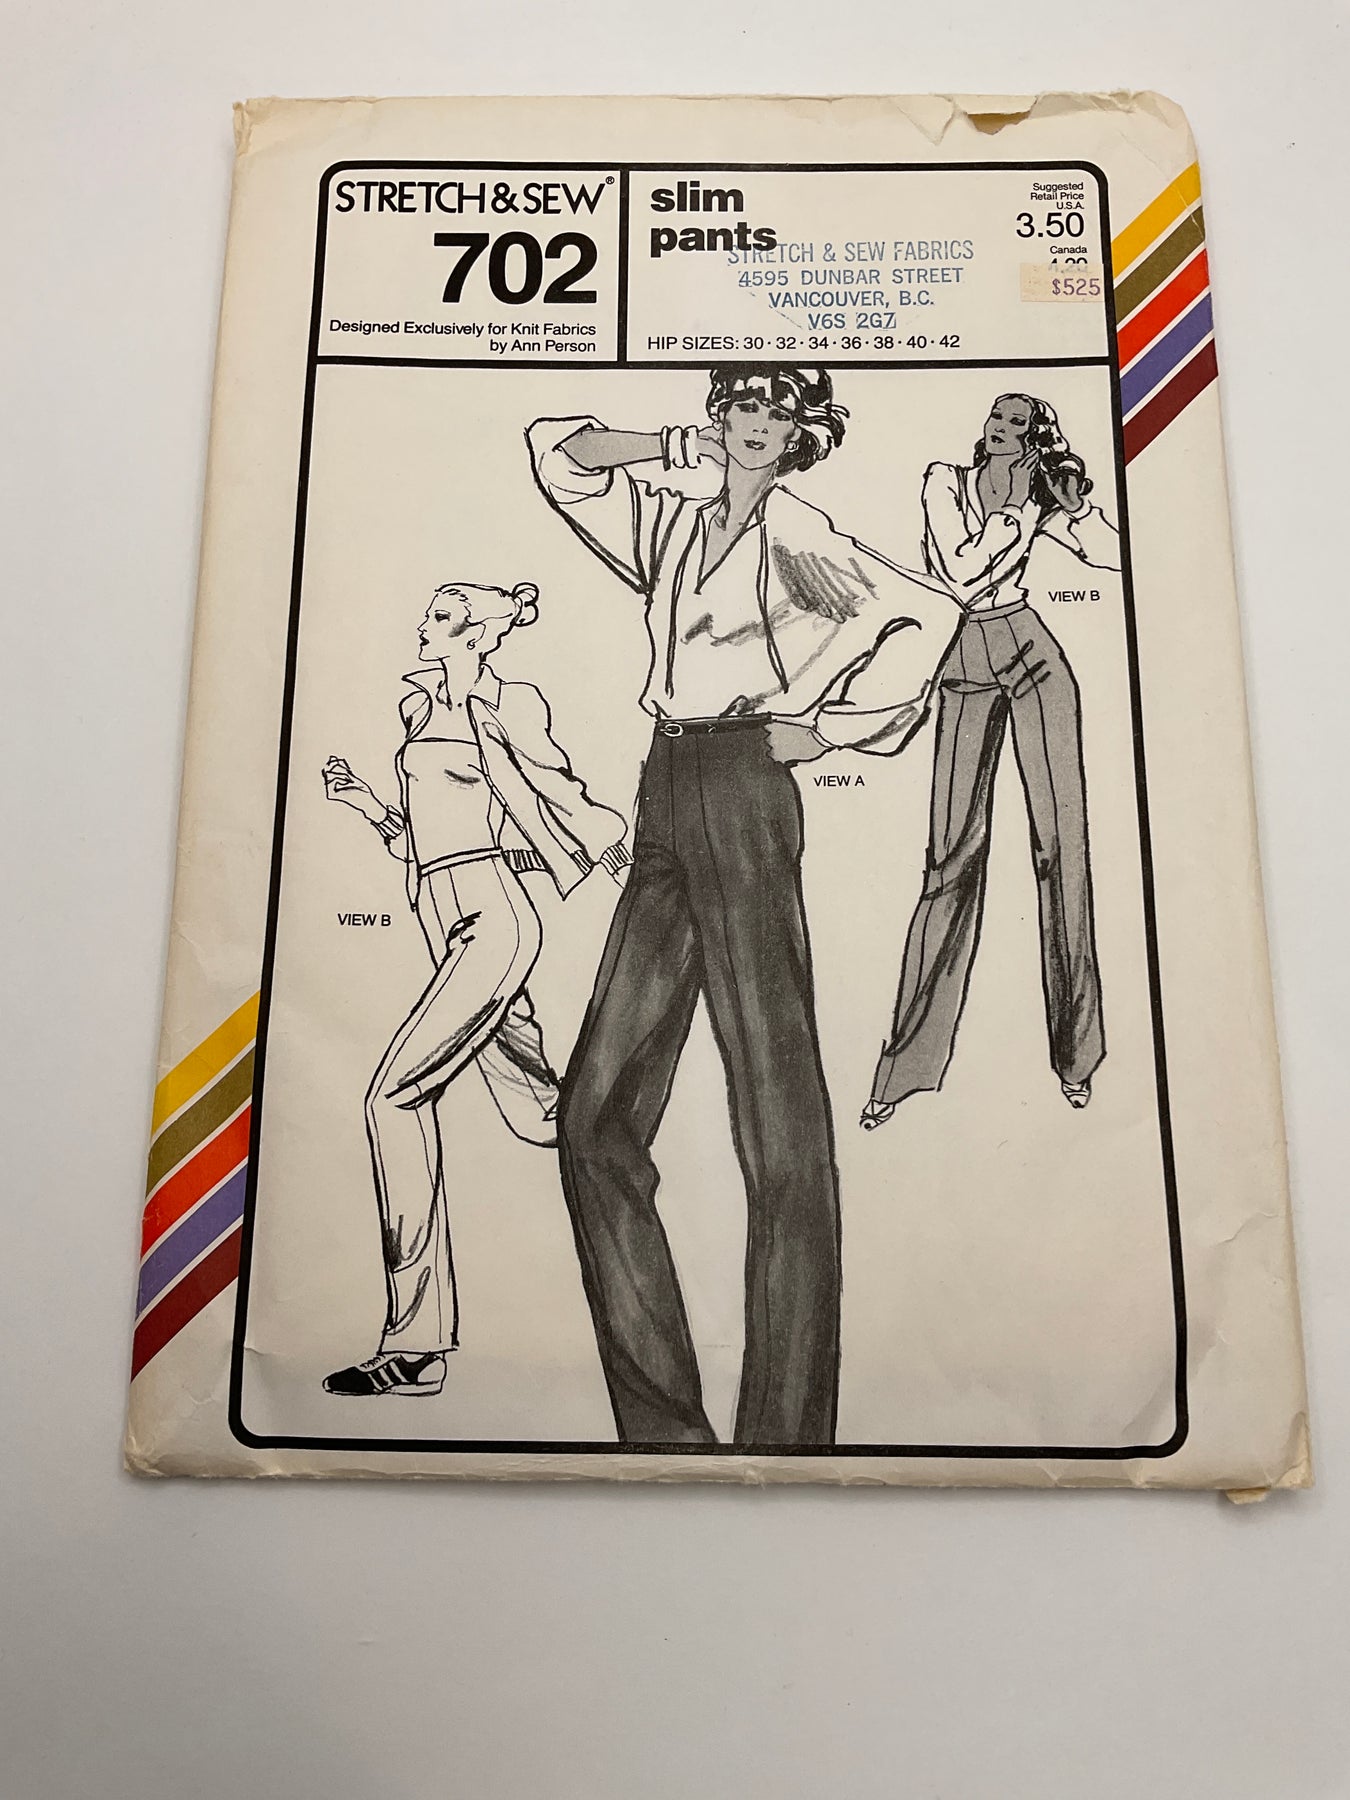 STRETCH & SEW®
702
Designed Exclusively for Knit Fabrics
by Ann Person
slim
pants
STRETCH & SEW FABRICS
4595 DUNBAR STREET
VANCOUVER, B.C.
V6S 2G7
HIP SIZES: 30 · 32 · 34 · 36 · 38 · 40 · 42
Suggested
Retail Price
U.S.A.
3.50
Canada
$525
VIEW B
VIEW A
VIEW B